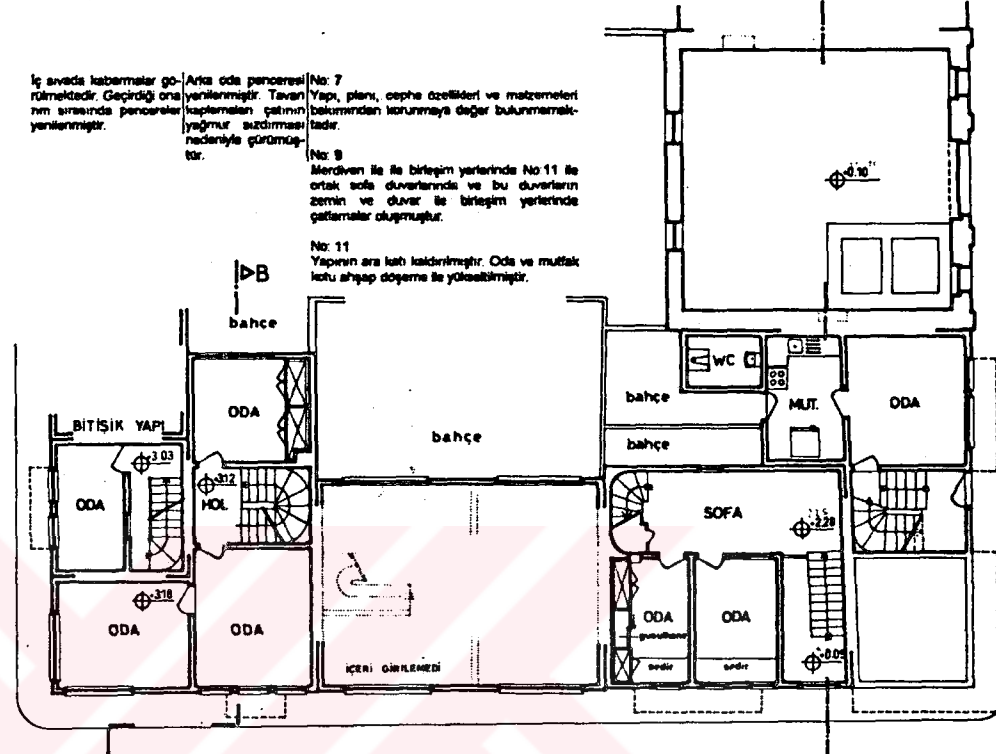 İç sıvada kabarmalar gö-
rülmektedir. Geçirdiği ona
rım sırasında pencereler
yenilenmiştir.
Arka oda penceresi
yenilenmiştir. Tavan
kaplamaları çatının
yağmur sızdırması
nedeniyle çürümüş-
tür.
No: 7
Yapı, planı, cephe özellikleri ve malzemeleri
bakımından korunmaya değer bulunmamak-
tadır.
No: 9
Merdiven ile ile birleşim yerlerinde No 11 ile
ortak sofa duvarlarında ve bu duvarların
zemin ve duvar ile birleşim yerlerinde
çatlamalar oluşmuştur.
No: 11
Yapının ara katı kaldırılmıştır. Oda ve mutfak
kotu ahşap döşeme ile yükseltilmiştir.
B
bahçe
-0.10
WC
MUT.
ODA
bahçe
bahçe
bahçe
ODA
BİTİŞİK YAPI
+3.03
+3.12
HOL
ODA
SOFA
+2.28
+3.18
ODA
ODA
ODA
gusulhane
sedir
ODA
sedir
+0.05
İÇERİ GİRİLEMEDİ